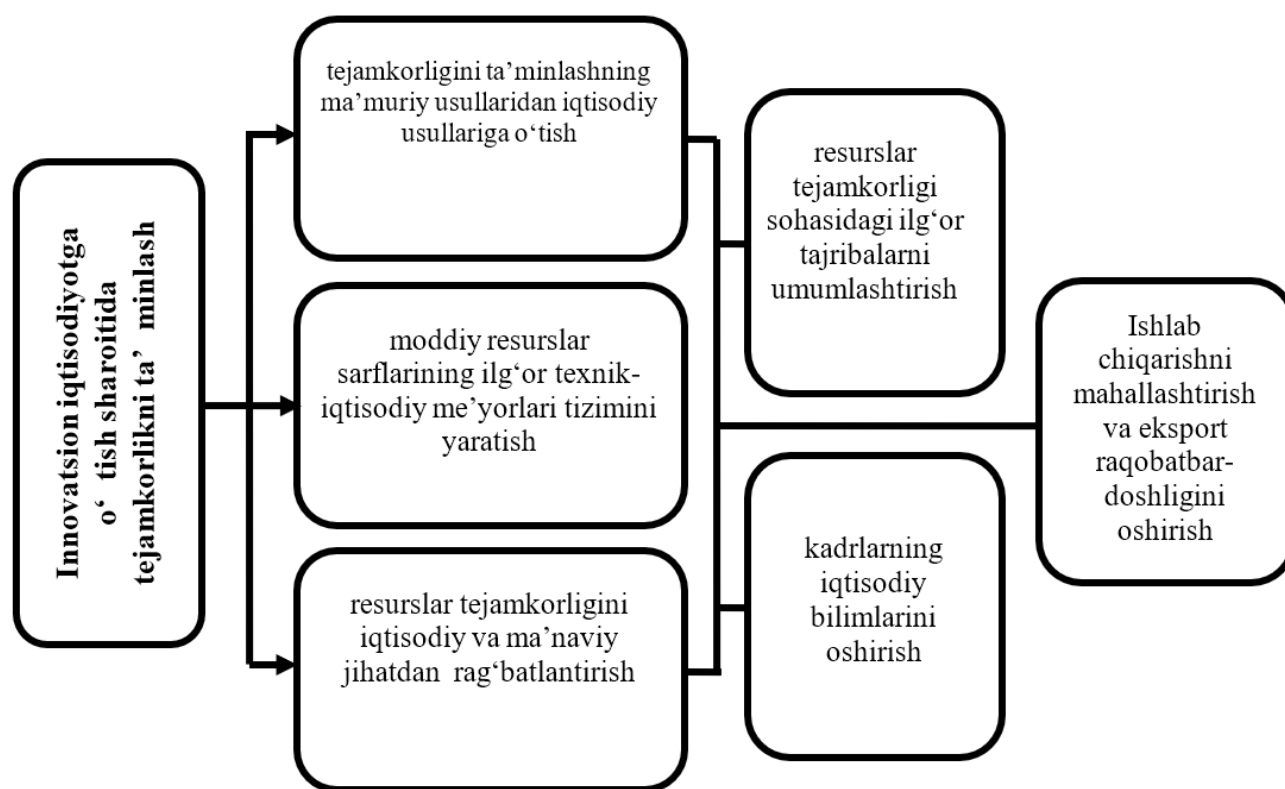 Innovatsion iqtisodiyotga
o‘ tish sharoitida
tejamkorlikni ta’ minlash
tejamkorligini ta’minlashning
ma’muriy usullaridan iqtisodiy
usullariga o‘tish
moddiy resurslar
sarflarining ilg‘or texnik-
iqtisodiy me’yorlari tizimini
yaratish
resurslar tejamkorligini
iqtisodiy va ma’naviy
jihatdan rag‘batlantirish
resurslar
tejamkorligi
sohasidagi ilg‘or
tajribalarni
umumlashtirish
kadrlarning
iqtisodiy
bilimlarini
oshirish
Ishlab
chiqarishni
mahallashtirish
va eksport
raqobatbar-
doshligini
oshirish